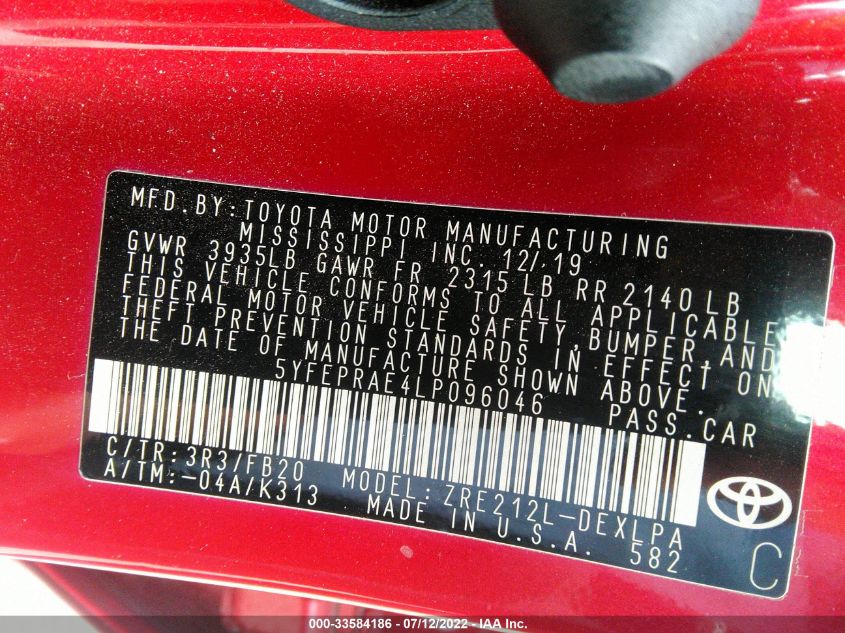 MFD.BY:TOYOTA MOTOR MANUFACTURING
MISSISSIPPI INC. 12/19
GVWR 3935LB GAWR FR 2315 LB RR 2140 LB
THIS VEHICLE CONFORMS TO ALL APPLICABLE
FEDERAL MOTOR VEHICLE SAFETY,BUMPER,AND
THEFT PREVENTION STANDARDS IN EFFECT ON
THE DATE OF MANUFACTURE SHOWN ABOVE.
5YFEPRAE4LP096046 PASS.CAR
C/TR:3R3/FB20 MODEL:ZRE212L-DEXLPA
A/TM:-04A/K313 MADE IN U.S.A. 582
C
000-33584186 - 07/12/2022 - © IAA Inc.